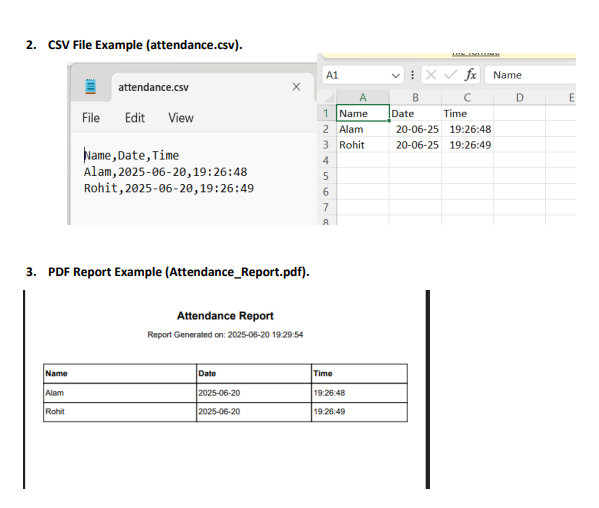 2. CSV File Example (attendance.csv).
attendance.csv
File Edit View
Name,Date,Time
Alam,2025-06-20,19:26:48
Rohit,2025-06-20,19:26:49
A1 fx Name
A B C D E
1 Name Date Time
2 Alam 20-06-25 19:26:48
3 Rohit 20-06-25 19:26:49
4
5
6
7
8
3. PDF Report Example (Attendance_Report.pdf).
Attendance Report
Report Generated on: 2025-06-20 19:29:54
Name Date Time
Alam 2025-06-20 19:26:48
Rohit 2025-06-20 19:26:49